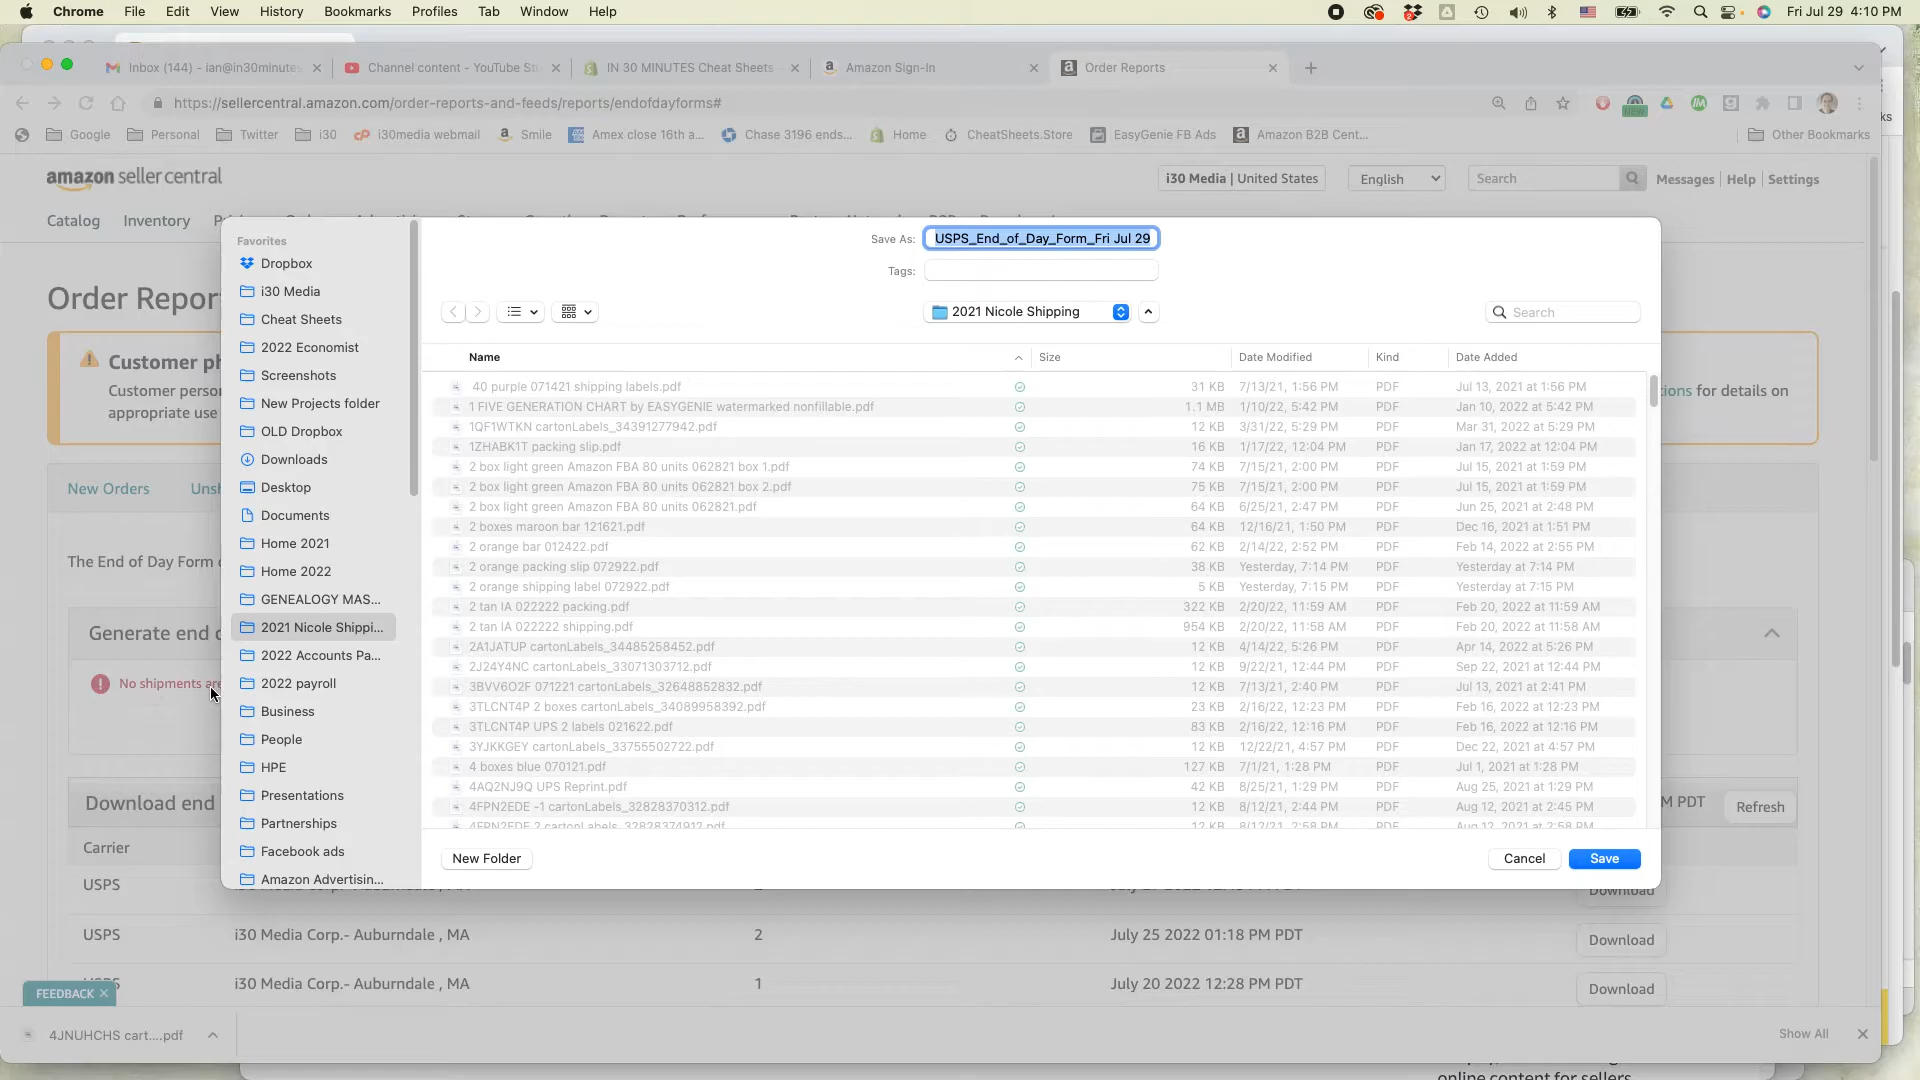 Chrome File Edit View History Bookmarks Profiles Tab Window Help Fri Jul 29 4:10 PM
Inbox (144) - ian@in30minutes YouTube St Channel content - IN 30 MINUTES Cheat Sheets Amazon Sign-In Order Reports
https://sellercentral.amazon.com/order-reports-and-feeds/reports/endofdayforms#
Google Personal Twitter i30 i30media webmail Smile Amex close 16th a... Chase 3196 ends... Home CheatSheets.Store EasyGenie FB Ads Amazon B2B Cent... Other Bookmarks
amazon seller central i30 Media | United States English Search Messages | Help | Settings
Catalog Inventory
Order Repor
Customer ph
Customer person
appropriate use
ions for details on
New Orders Unsh
The End of Day Form
Generate end
No shipments are
Download end
M PDT Refresh
Carrier
USPS
Download
USPS i30 Media Corp.- Auburndale , MA 2 July 25 2022 01:18 PM PDT Download
i30 Media Corp.- Auburndale , MA 1 July 20 2022 12:28 PM PDT Download
FEEDBACK
4JNUHCHS cart....pdf Show All
online content for sellers
Favorites
Dropbox
i30 Media
Cheat Sheets
2022 Economist
Screenshots
New Projects folder
OLD Dropbox
Downloads
Desktop
Documents
Home 2021
Home 2022
GENEALOGY MAS...
2021 Nicole Shippi...
2022 Accounts Pa...
2022 payroll
Business
People
HPE
Presentations
Partnerships
Facebook ads
Amazon Advertisin...
Save As: USPS_End_of_Day_Form_Fri Jul 29
Tags:
2021 Nicole Shipping Search
Name Size Date Modified Kind Date Added
40 purple 071421 shipping labels.pdf 31 KB 7/13/21, 1:56 PM PDF Jul 13, 2021 at 1:56 PM
1 FIVE GENERATION CHART by EASYGENIE watermarked nonfillable.pdf 1.1 MB 1/10/22, 5:42 PM PDF Jan 10, 2022 at 5:42 PM
1QF1WTKN cartonLabels_34391277942.pdf 12 KB 3/31/22, 5:29 PM PDF Mar 31, 2022 at 5:29 PM
1ZHABK1T packing slip.pdf 16 KB 1/17/22, 12:04 PM PDF Jan 17, 2022 at 12:04 PM
2 box light green Amazon FBA 80 units 062821 box 1.pdf 74 KB 7/15/21, 2:00 PM PDF Jul 15, 2021 at 1:59 PM
2 box light green Amazon FBA 80 units 062821 box 2.pdf 75 KB 7/15/21, 2:00 PM PDF Jul 15, 2021 at 1:59 PM
2 box light green Amazon FBA 80 units 062821.pdf 64 KB 6/25/21, 2:47 PM PDF Jun 25, 2021 at 2:48 PM
2 boxes maroon bar 121621.pdf 64 KB 12/16/21, 1:50 PM PDF Dec 16, 2021 at 1:51 PM
2 orange bar 012422.pdf 62 KB 2/14/22, 2:52 PM PDF Feb 14, 2022 at 2:55 PM
2 orange packing slip 072922.pdf 38 KB Yesterday, 7:14 PM PDF Yesterday at 7:14 PM
2 orange shipping label 072922.pdf 5 KB Yesterday, 7:15 PM PDF Yesterday at 7:15 PM
2 tan IA 022222 packing.pdf 322 KB 2/20/22, 11:59 AM PDF Feb 20, 2022 at 11:59 AM
2 tan IA 022222 shipping.pdf 954 KB 2/20/22, 11:58 AM PDF Feb 20, 2022 at 11:58 AM
2A1JATUP cartonLabels_34485258452.pdf 12 KB 4/14/22, 5:26 PM PDF Apr 14, 2022 at 5:26 PM
2J24Y4NC cartonLabels_33071303712.pdf 12 KB 9/22/21, 12:44 PM PDF Sep 22, 2021 at 12:44 PM
3BVV6O2F 071221 cartonLabels_32648852832.pdf 12 KB 7/13/21, 2:40 PM PDF Jul 13, 2021 at 2:41 PM
3TLCNT4P 2 boxes cartonLabels_34089958392.pdf 23 KB 2/16/22, 12:23 PM PDF Feb 16, 2022 at 12:23 PM
3TLCNT4P UPS 2 labels 021622.pdf 83 KB 2/16/22, 12:16 PM PDF Feb 16, 2022 at 12:16 PM
3YJKKGEY cartonLabels_33755502722.pdf 12 KB 12/22/21, 4:57 PM PDF Dec 22, 2021 at 4:57 PM
4 boxes blue 070121.pdf 127 KB 7/1/21, 1:28 PM PDF Jul 1, 2021 at 1:28 PM
4AQ2NJ9Q UPS Reprint.pdf 42 KB 8/25/21, 1:29 PM PDF Aug 25, 2021 at 1:29 PM
4FPN2EDE -1 cartonLabels_32828370312.pdf 12 KB 8/12/21, 2:44 PM PDF Aug 12, 2021 at 2:45 PM
4FPN2EDE 2 cartonLabels_32828374912.pdf 12 KB 8/12/21, 2:58 PM PDF Aug 12, 2021 at 2:58 PM
New Folder Cancel Save